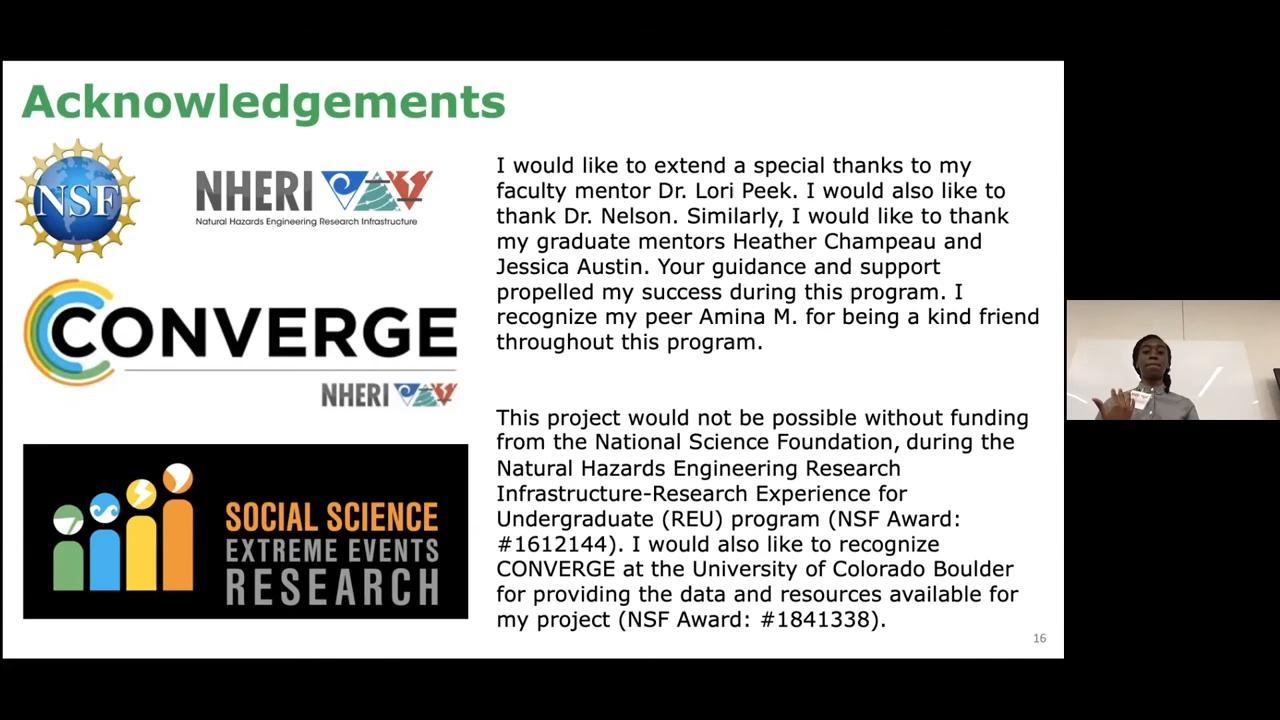 Acknowledgements
NSF
NHERI
Natural Hazards Engineering Research Infrastructure
CONVERGE
NHERI
SOCIAL SCIENCE
EXTREME EVENTS
RESEARCH
I would like to extend a special thanks to my
faculty mentor Dr. Lori Peek. I would also like to
thank Dr. Nelson. Similarly, I would like to thank
my graduate mentors Heather Champeau and
Jessica Austin. Your guidance and support
propelled my success during this program. I
recognize my peer Amina M. for being a kind friend
throughout this program.
This project would not be possible without funding
from the National Science Foundation, during the
Natural Hazards Engineering Research
Infrastructure-Research Experience for
Undergraduate (REU) program (NSF Award:
#1612144). I would also like to recognize
CONVERGE at the University of Colorado Boulder
for providing the data and resources available for
my project (NSF Award: #1841338).
16